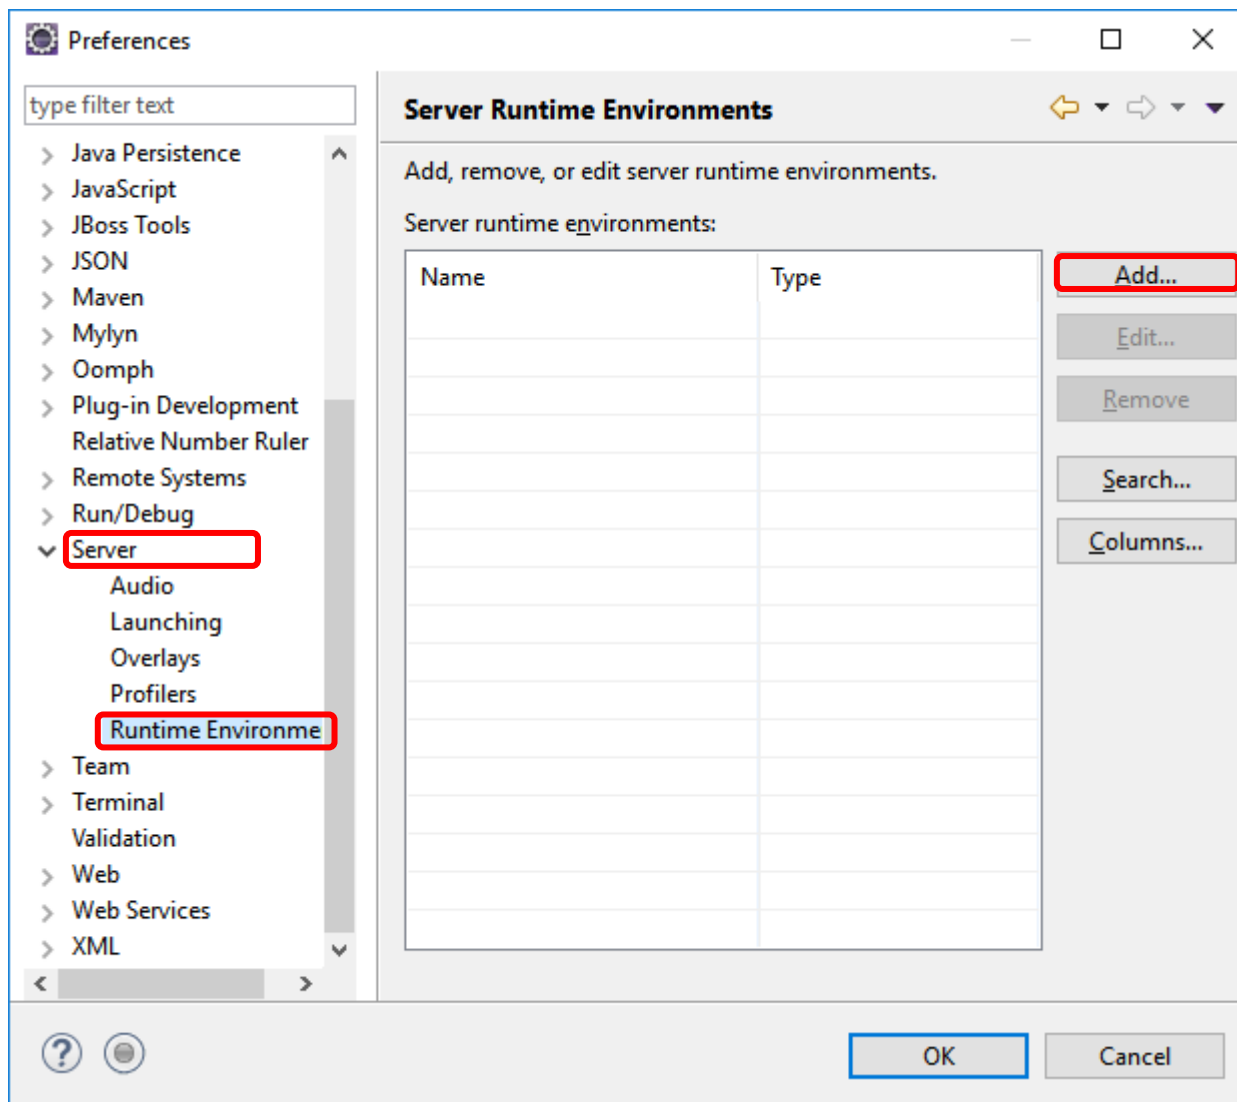 Preferences
type filter text
Java Persistence
JavaScript
JBoss Tools
JSON
Maven
Mylyn
Oomph
Plug-in Development
Relative Number Ruler
Remote Systems
Run/Debug
Server
Audio
Launching
Overlays
Profilers
Runtime Environme
Team
Terminal
Validation
Web
Web Services
XML
Server Runtime Environments
Add, remove, or edit server runtime environments.
Server runtime environments:
Name Type
Add...
Edit...
Remove
Search...
Columns...
?
OK Cancel